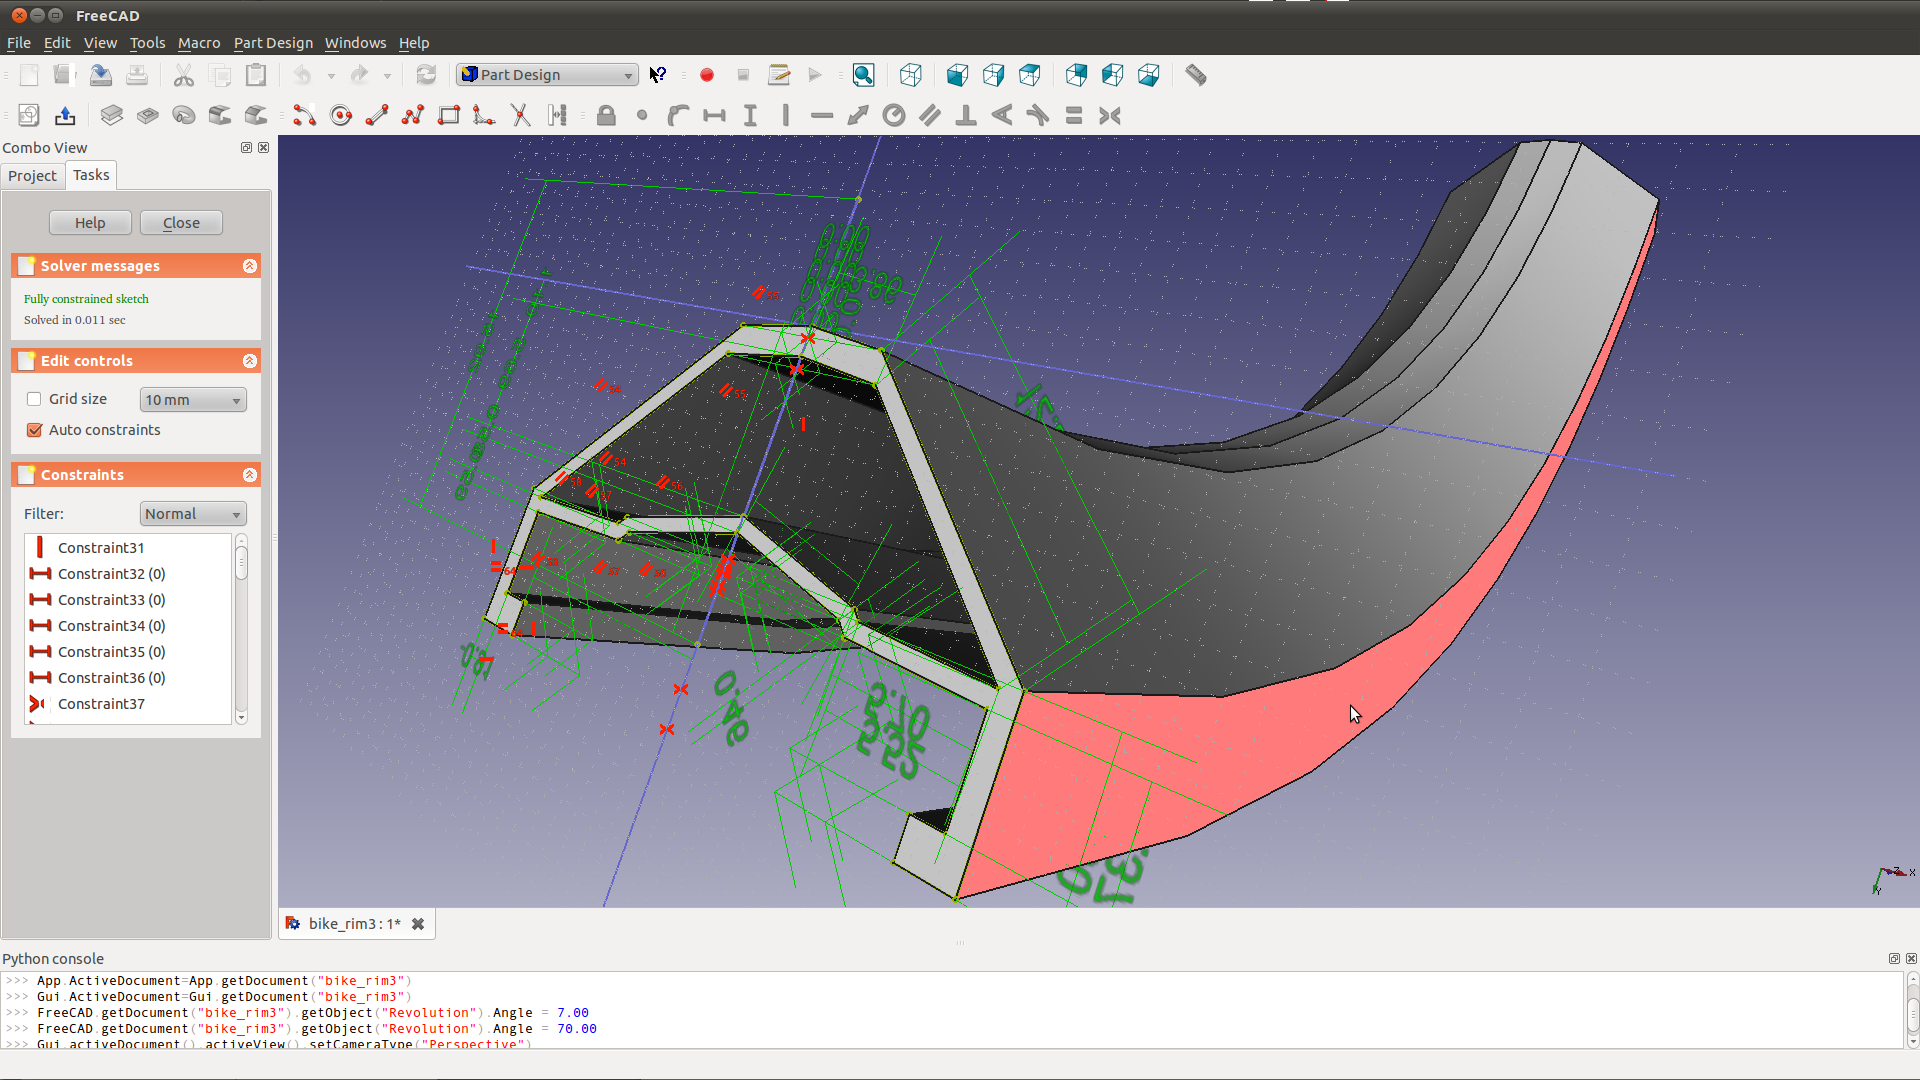 FreeCAD
File Edit View Tools Macro Part Design Windows Help
Part Design
Combo View
Project Tasks
Help Close
Solver messages
Fully constrained sketch
Solved in 0.011 sec
Edit controls
Grid size 10 mm
Auto constraints
Constraints
Filter: Normal
Constraint31
Constraint32 (0)
Constraint33 (0)
Constraint34 (0)
Constraint35 (0)
Constraint36 (0)
Constraint37
bike_rim3 : 1*
Python console
>>> App.ActiveDocument=App.getDocument("bike_rim3")
>>> Gui.ActiveDocument=Gui.getDocument("bike_rim3")
>>> FreeCAD.getDocument("bike_rim3").getObject("Revolution").Angle = 7.00
>>> FreeCAD.getDocument("bike_rim3").getObject("Revolution").Angle = 70.00
>>> Gui.activeDocument().activeView().setCameraType("Perspective")